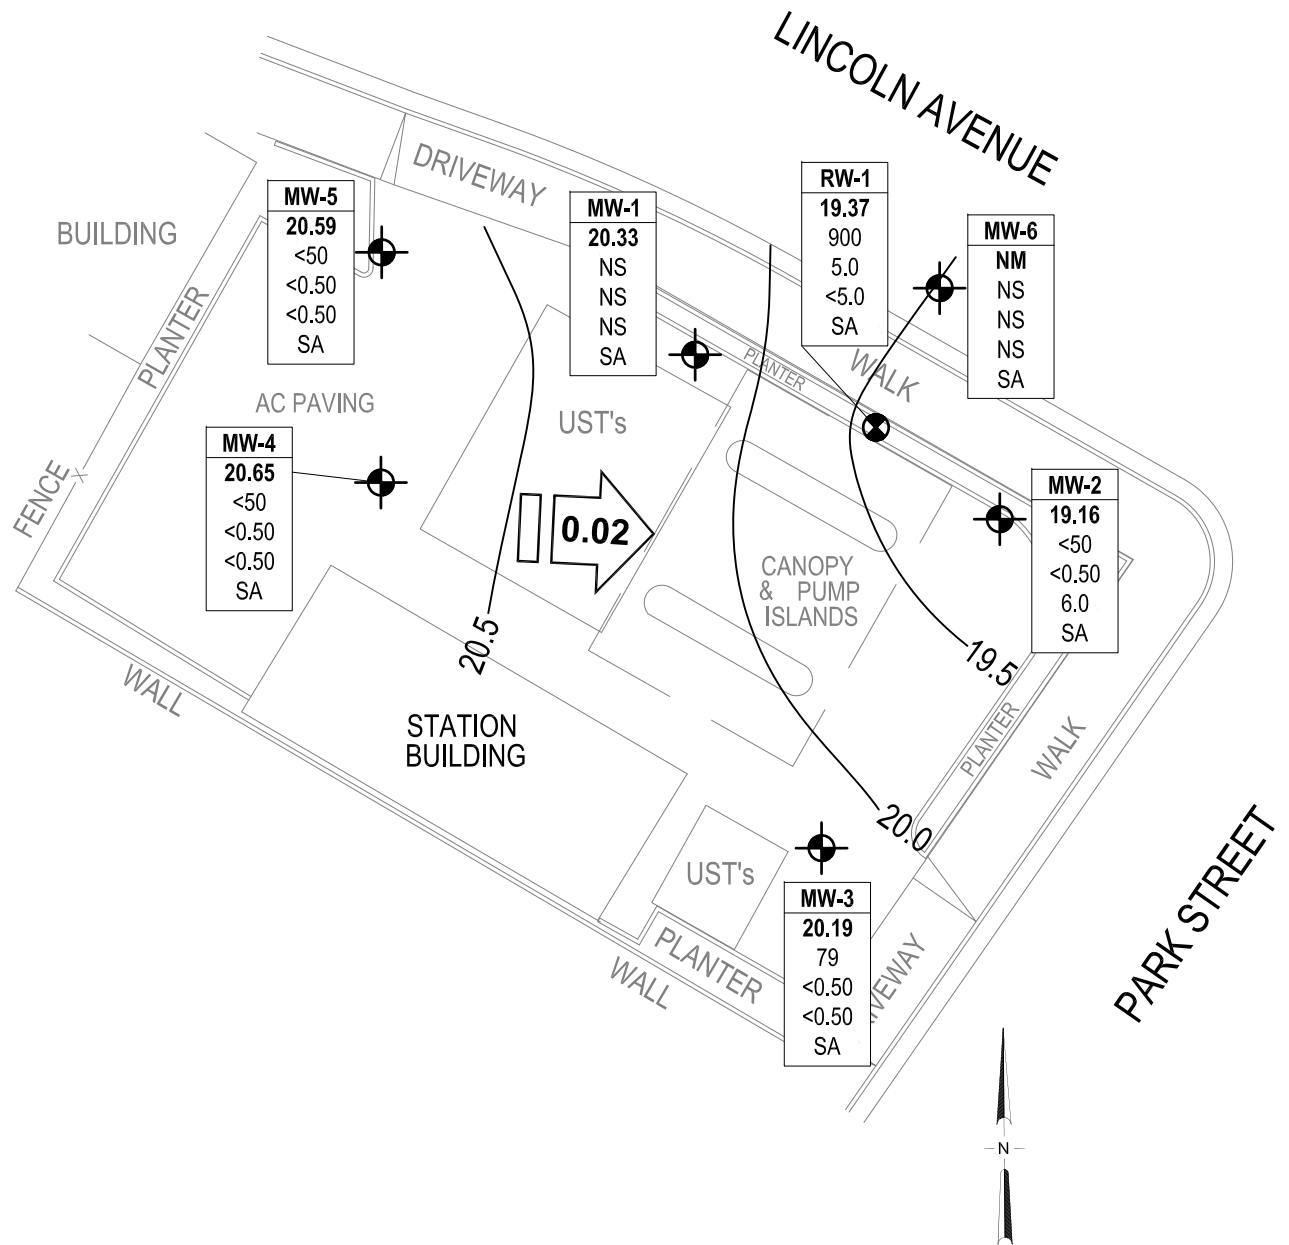 LINCOLN AVENUE
DRIVEWAY
BUILDING
MW-5
20.59
<50
<0.50
<0.50
SA
MW-1
20.33
NS
NS
NS
SA
RW-1
19.37
900
5.0
<5.0
SA
MW-6
NM
NS
NS
NS
SA
PLANTER
PLANTER
WALK
AC PAVING
UST's
MW-4
20.65
<50
<0.50
<0.50
SA
FENCE
X
0.02
MW-2
19.16
<50
<0.50
6.0
SA
CANOPY
& PUMP
ISLANDS
20.5
19.5
WALL
STATION
BUILDING
PLANTER
WALK
20.0
UST's
MW-3
20.19
79
<0.50
<0.50
SA
PLANTER
WALL
IVEWAY
PARK STREET
N